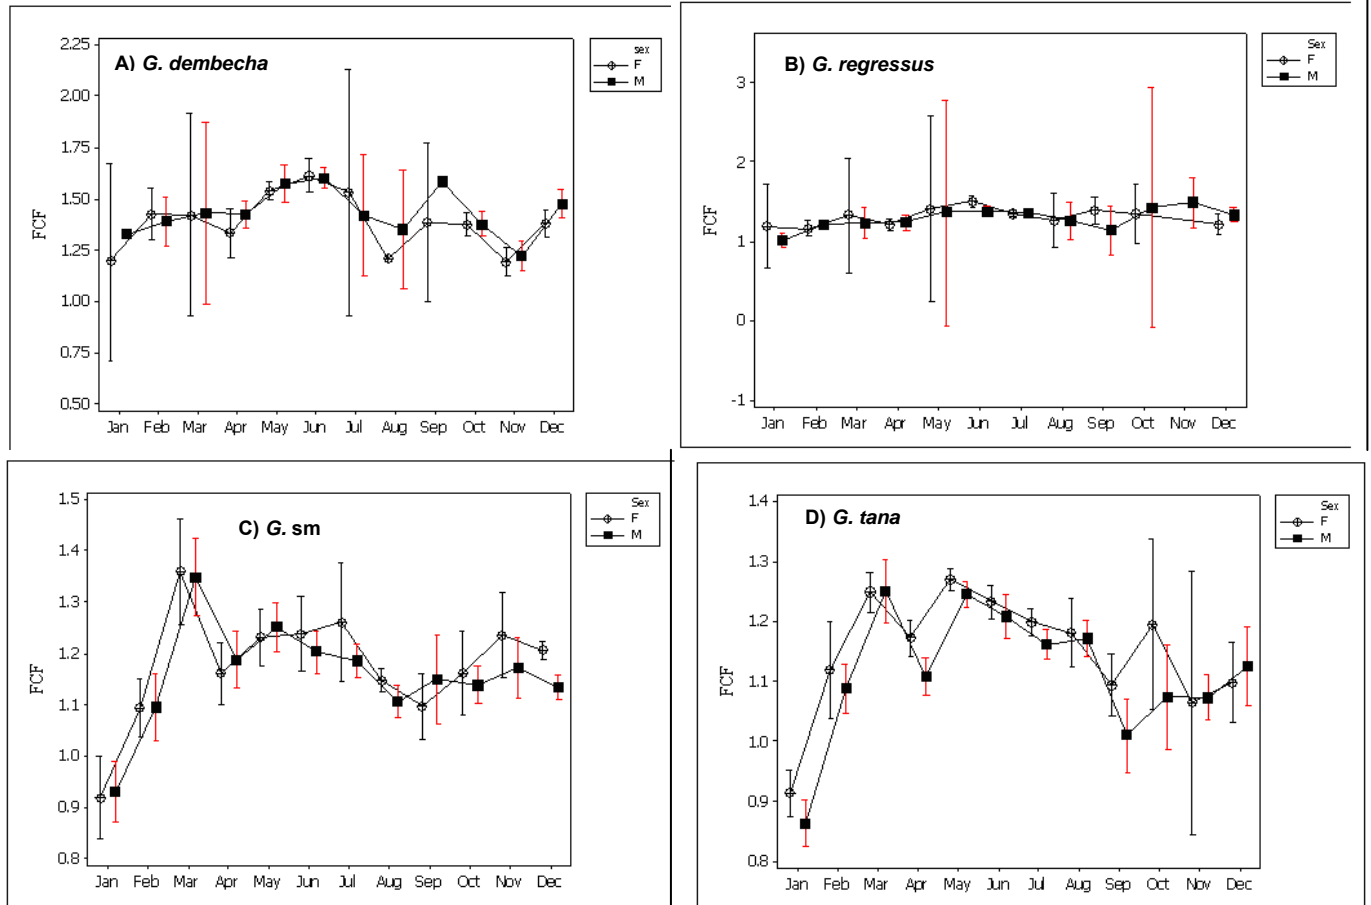 A) G. dembecha
sex
F
M
2.25
2.00
1.75
1.50
1.25
1.00
0.75
0.50
FCF
Jan Feb Mar Apr May Jun Jul Aug Sep Oct Nov Dec
B) G. regressus
Sex
F
M
3
2
1
0
-1
FCF
Jan Feb Mar Apr May Jun Jul Aug Sep Oct Nov Dec
C) G. sm
Sex
F
M
1.5
1.4
1.3
1.2
1.1
1.0
0.9
0.8
FCF
Jan Feb Mar Apr May Jun Jul Aug Sep Oct Nov Dec
D) G. tana
Sex
F
M
1.4
1.3
1.2
1.1
1.0
0.9
0.8
FCF
Jan Feb Mar Apr May Jun Jul Aug Sep Oct Nov Dec